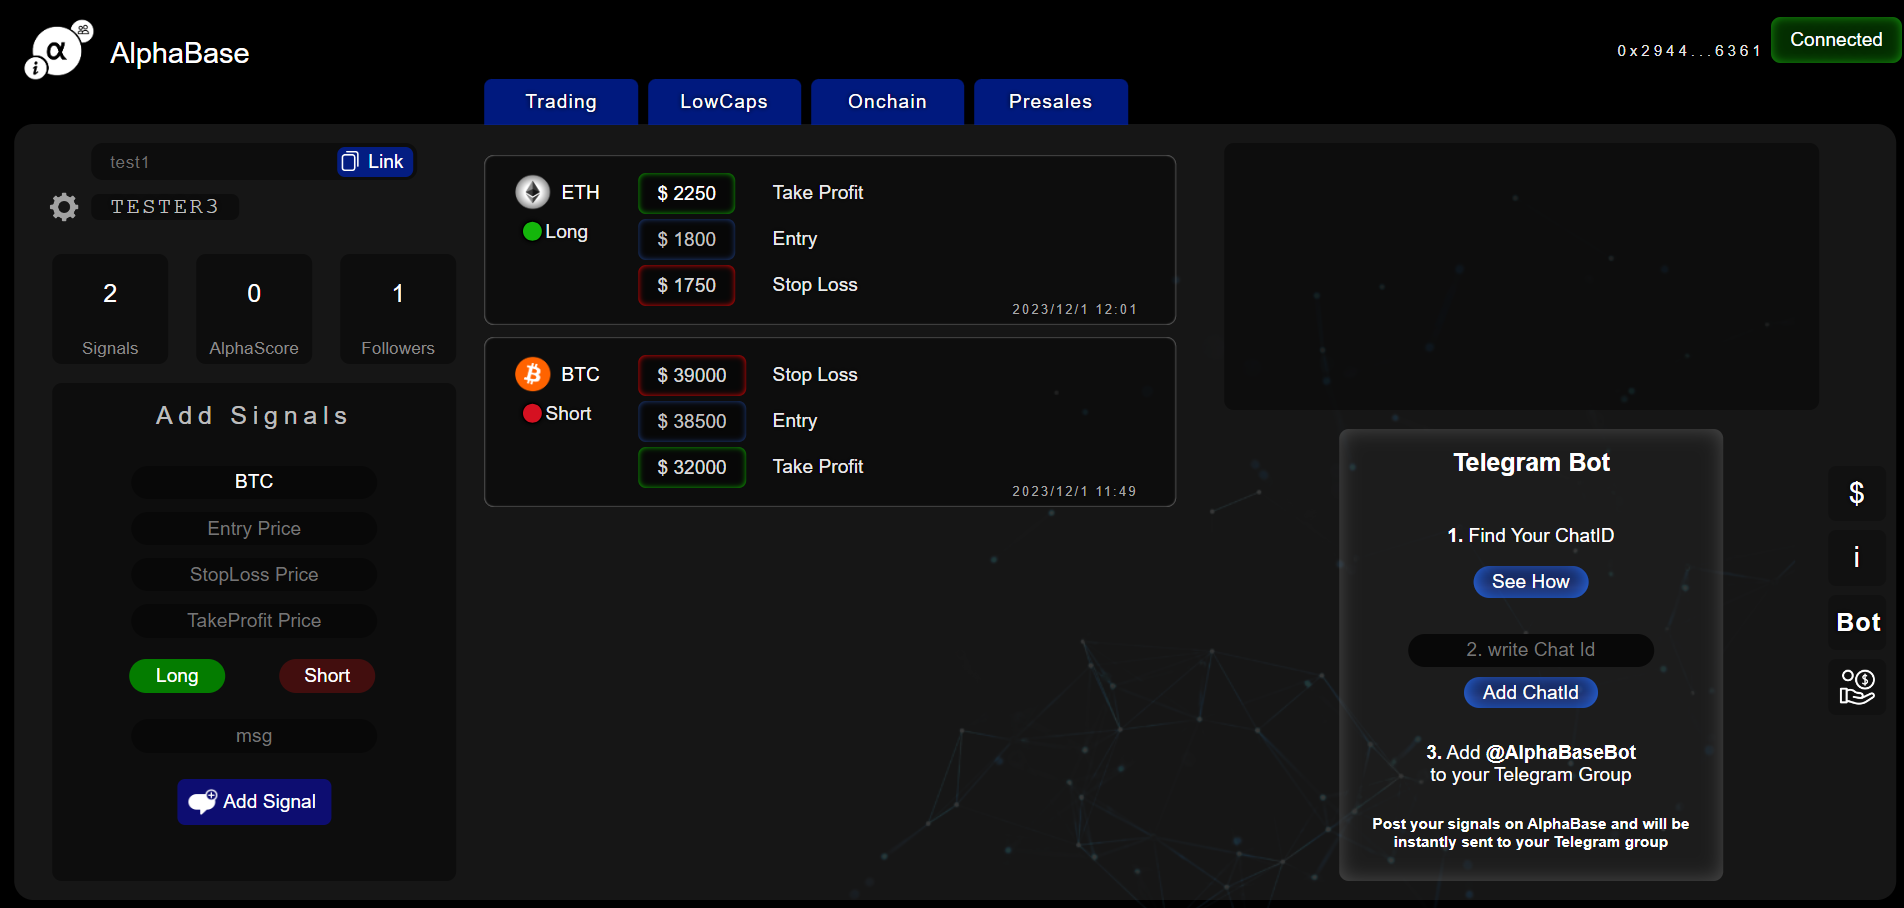 α
i
AlphaBase
0x2944...6361
Connected
Trading
LowCaps
Onchain
Presales
test1
Link
TESTER3
2
Signals
0
AlphaScore
1
Followers
Add Signals
BTC
Entry Price
StopLoss Price
TakeProfit Price
Long
Short
msg
Add Signal
ETH
$ 2250
Take Profit
Long
$ 1800
Entry
$ 1750
Stop Loss
2023/12/1 12:01
BTC
$ 39000
Stop Loss
Short
$ 38500
Entry
$ 32000
Take Profit
2023/12/1 11:49
Telegram Bot
1. Find Your ChatID
See How
2. write Chat Id
Add ChatId
3. Add @AlphaBaseBot
to your Telegram Group
Post your signals on AlphaBase and will be
instantly sent to your Telegram group
$
i
Bot
$